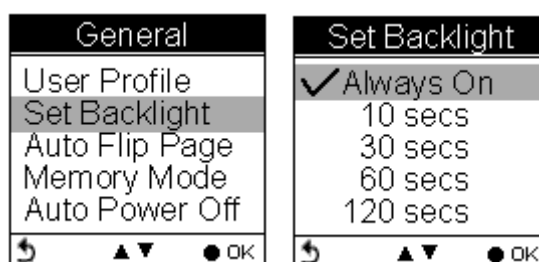 General
User Profile
Set Backlight
Auto Flip Page
Memory Mode
Auto Power Off
OK
Set Backlight
Always On
10 secs
30 secs
60 secs
120 secs
OK